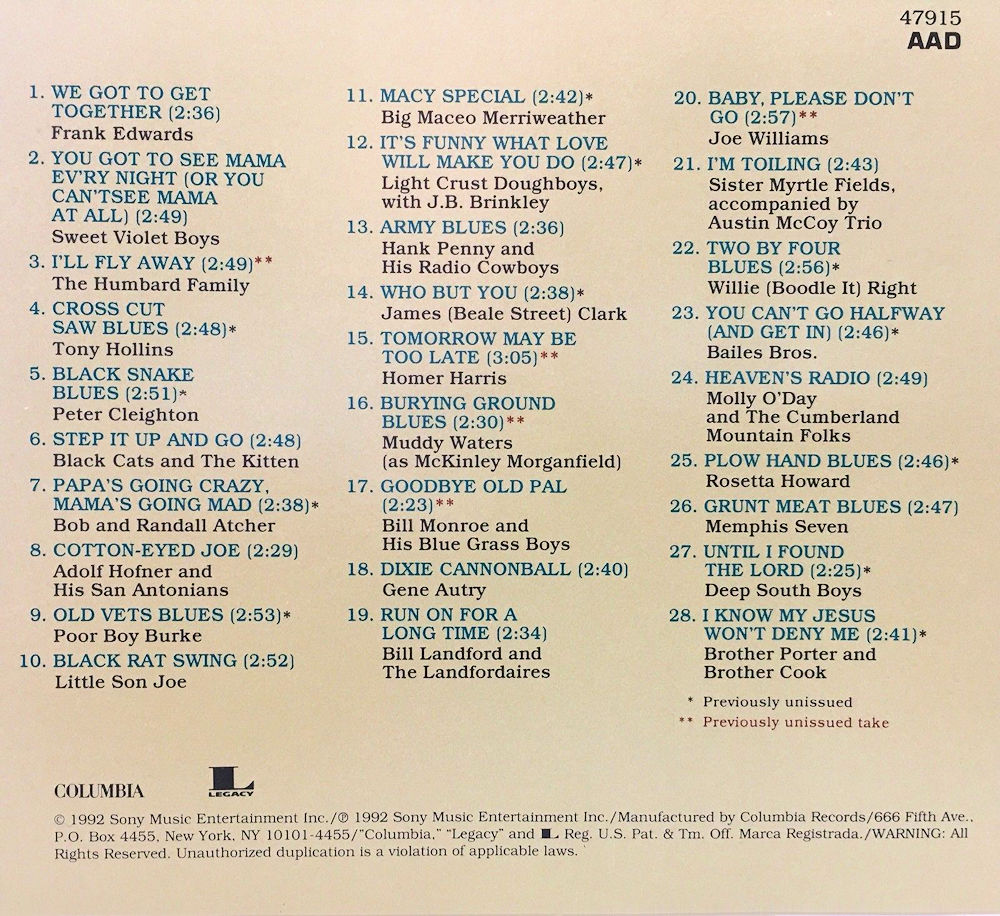 47915
AAD
1. WE GOT TO GET
TOGETHER (2:36)
Frank Edwards
2. YOU GOT TO SEE MAMA
EV'RY NIGHT (OR YOU
CAN'TSEE MAMA
AT ALL) (2:49)
Sweet Violet Boys
3. I'LL FLY AWAY (2:49)**
The Humbard Family
4. CROSS CUT
SAW BLUES (2:48)*
Tony Hollins
5. BLACK SNAKE
BLUES (2:51)*
Peter Cleighton
6. STEP IT UP AND GO (2:48)
Black Cats and The Kitten
7. PAPA'S GOING CRAZY,
MAMA'S GOING MAD (2:38)*
Bob and Randall Atcher
8. COTTON-EYED JOE (2:29)
Adolf Hofner and
His San Antonians
9. OLD VETS BLUES (2:53)*
Poor Boy Burke
10. BLACK RAT SWING (2:52)
Little Son Joe
11. MACY SPECIAL (2:42)*
Big Maceo Merriweather
12. IT'S FUNNY WHAT LOVE
WILL MAKE YOU DO (2:47)*
Light Crust Doughboys,
with J.B. Brinkley
13. ARMY BLUES (2:36)
Hank Penny and
His Radio Cowboys
14. WHO BUT YOU (2:38)*
James (Beale Street) Clark
15. TOMORROW MAY BE
TOO LATE (3:05)**
Homer Harris
16. BURYING GROUND
BLUES (2:30)**
Muddy Waters
(as McKinley Morganfield)
17. GOODBYE OLD PAL
(2:23)**
Bill Monroe and
His Blue Grass Boys
18. DIXIE CANNONBALL (2:40)
Gene Autry
19. RUN ON FOR A
LONG TIME (2:34)
Bill Landford and
The Landfordaires
20. BABY, PLEASE DON'T
GO (2:57)**
Joe Williams
21. I'M TOILING (2:43)
Sister Myrtle Fields,
accompanied by
Austin McCoy Trio
22. TWO BY FOUR
BLUES (2:56)*
Willie (Boodle It) Right
23. YOU CAN'T GO HALFWAY
(AND GET IN) (2:46)*
Bailes Bros.
24. HEAVEN'S RADIO (2:49)
Molly O'Day
and The Cumberland
Mountain Folks
25. PLOW HAND BLUES (2:46)*
Rosetta Howard
26. GRUNT MEAT BLUES (2:47)
Memphis Seven
27. UNTIL I FOUND
THE LORD (2:25)*
Deep South Boys
28. I KNOW MY JESUS
WON'T DENY ME (2:41)*
Brother Porter and
Brother Cook
* Previously unissued
** Previously unissued take
COLUMBIA
L
LEGACY
© 1992 Sony Music Entertainment Inc./℗ 1992 Sony Music Entertainment Inc./Manufactured by Columbia Records/666 Fifth Ave.,
P.O. Box 4455, New York, NY 10101-4455/"Columbia," "Legacy" and L Reg. U.S. Pat. & Tm. Off. Marca Registrada./WARNING: All
Rights Reserved. Unauthorized duplication is a violation of applicable laws.